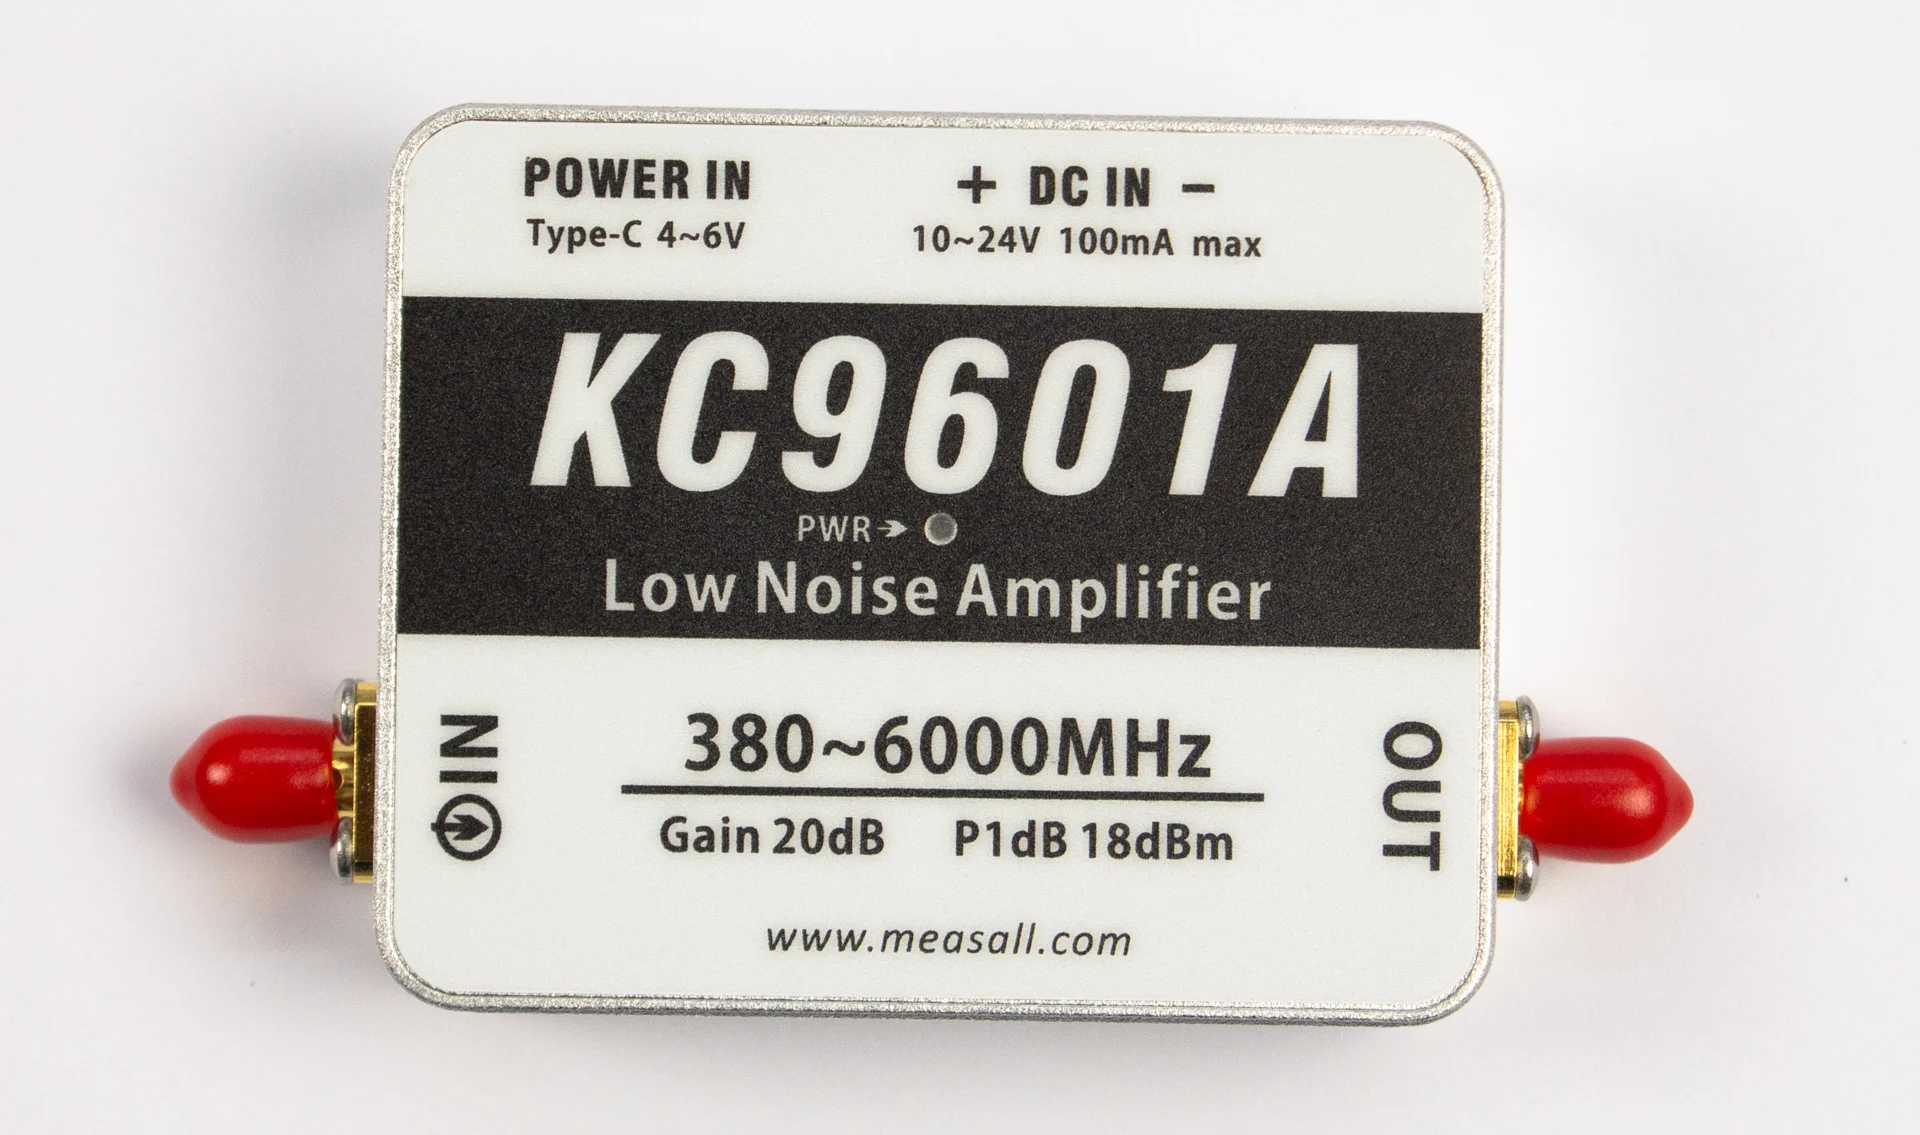 POWER IN
Type-C 4~6V
+ DC IN −
10~24V 100mA max
KC9601A
PWR
Low Noise Amplifier
IN
380~6000MHz
Gain 20dB P1dB 18dBm
OUT
www.measall.com